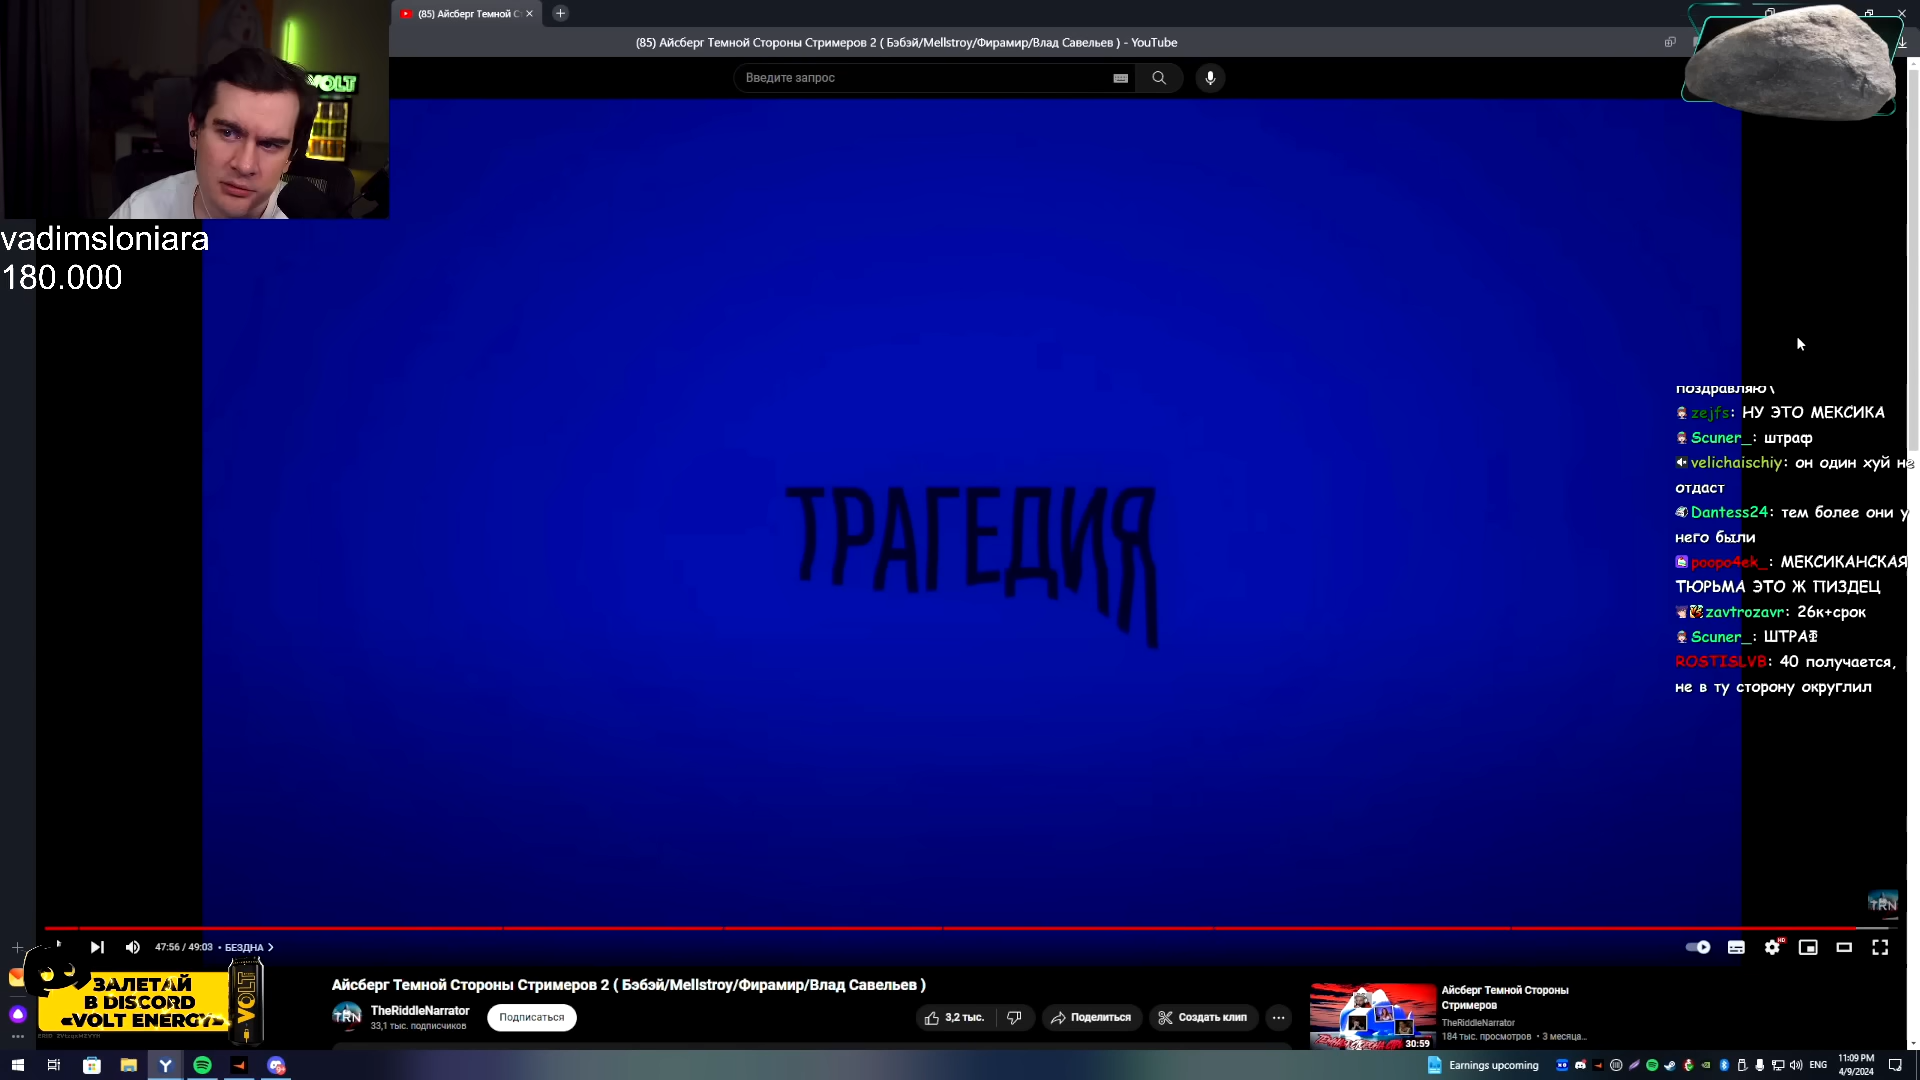 (85) Айсберг Темной С
(85) Айсберг Темной Стороны Стримеров 2 ( Бэбэй/Mellstroy/Фирамир/Влад Савельев ) - YouTube
Введите запрос
VOLT
vadimsloniara
180.000
ТРАГЕДИЯ
поздравляю\
zejfs: НУ ЭТО МЕКСИКА
Scuner_: штраф
velichaischiy: он один хуй не
отдаст
Dantess24: тем более они у
него были
poopo4ek_: МЕКСИКАНСКАЯ
ТЮРЬМА ЭТО Ж ПИЗДЕЦ
zavtrozavr: 26к+срок
Scuner_: ШТРАФ
ROSTISLVB: 40 получается,
не в ту сторону округлил
TRN
47:56 / 49:03 • БЕЗДНА
HD
ЗАЛЕТАЙ
В DISCORD
«VOLT ENERGY»
VOLT
Айсберг Темной Стороны Стримеров 2 ( Бэбэй/Mellstroy/Фирамир/Влад Савельев )
TRN
TheRiddleNarrator
33,1 тыс. подписчиков
Подписаться
3,2 тыс.
Поделиться
Создать клип
Айсберг Темной Стороны
Стримеров
TheRiddleNarrator
184 тыс. просмотров • 3 месяца...
30:59
Earnings upcoming
ENG
11:09 PM
4/9/2024